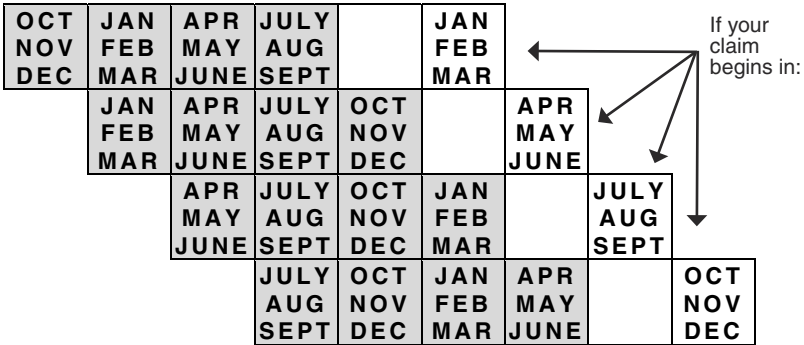 OCT JAN APR JULY JAN
NOV FEB MAY AUG FEB
DEC MAR JUNE SEPT MAR
If your
claim
begins in:
JAN APR JULY OCT APR
FEB MAY AUG NOV MAY
MAR JUNE SEPT DEC JUNE
APR JULY OCT JAN JULY
MAY AUG NOV FEB AUG
JUNE SEPT DEC MAR SEPT
JULY OCT JAN APR OCT
AUG NOV FEB MAY NOV
SEPT DEC MAR JUNE DEC